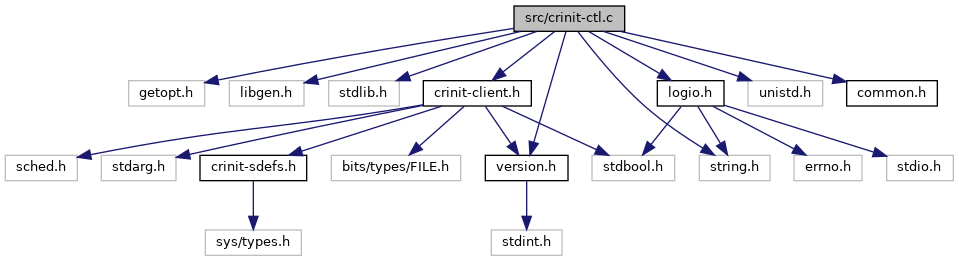 src/crinit-ctl.c
getopt.h
libgen.h
stdlib.h
crinit-client.h
logio.h
unistd.h
common.h
sched.h
stdarg.h
crinit-sdefs.h
bits/types/FILE.h
version.h
stdbool.h
string.h
errno.h
stdio.h
sys/types.h
stdint.h